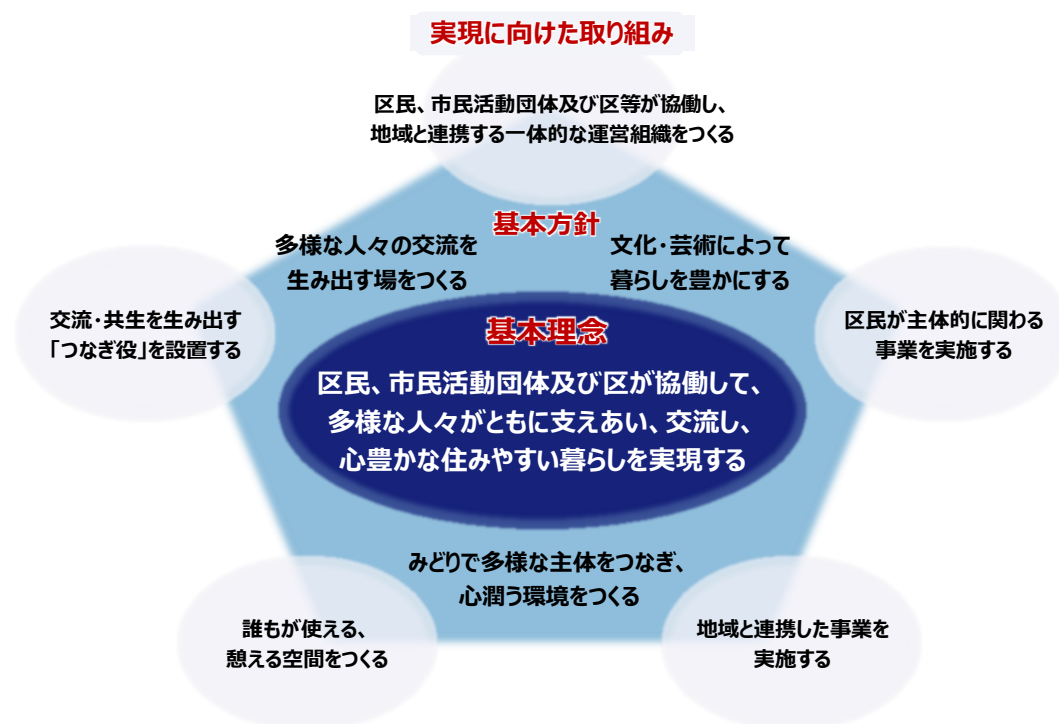 実現に向けた取り組み
区民、市民活動団体及び区等が協働し、
地域と連携する一体的な運営組織をつくる
基本方針
多様な人々の交流を
生み出す場をつくる
文化・芸術によって
暮らしを豊かにする
交流・共生を生み出す
「つなぎ役」を設置する
区民が主体的に関わる
事業を実施する
基本理念
区民、市民活動団体及び区が協働して、
多様な人々がともに支えあい、交流し、
心豊かな住みやすい暮らしを実現する
みどりで多様な主体をつなぎ、
心潤う環境をつくる
誰もが使える、
憩える空間をつくる
地域と連携した事業を
実施する